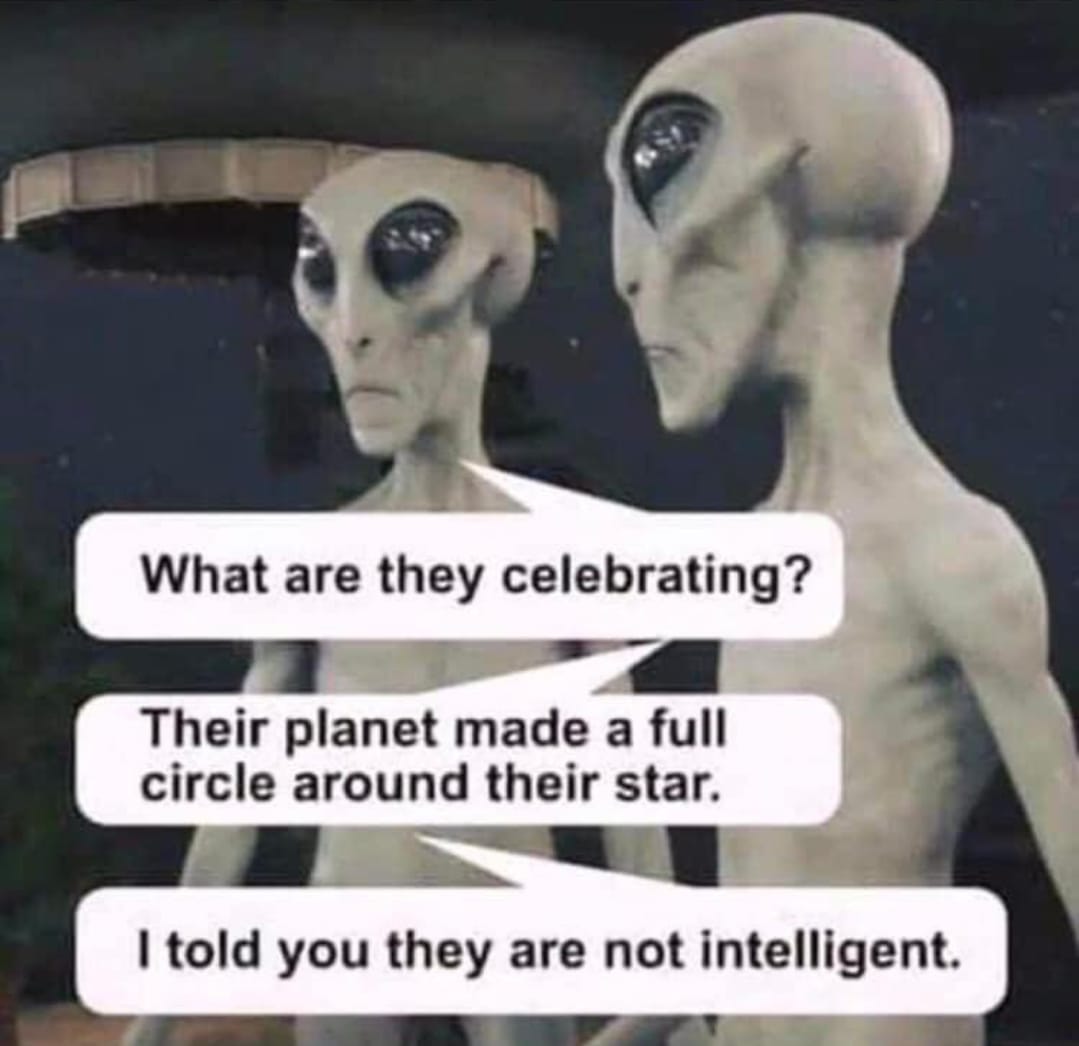 What are they celebrating?
Their planet made a full
circle around their star.
I told you they are not intelligent.